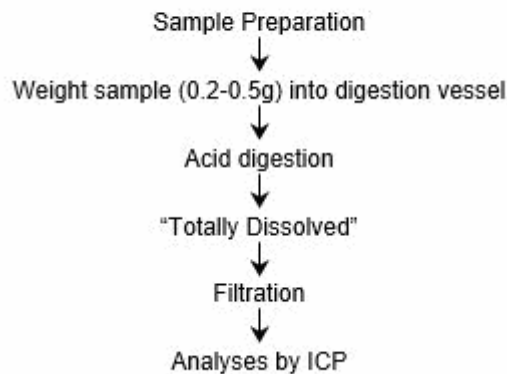 Sample Preparation
Weight sample (0.2-0.5g) into digestion vessel
Acid digestion
“Totally Dissolved”
Filtration
Analyses by ICP